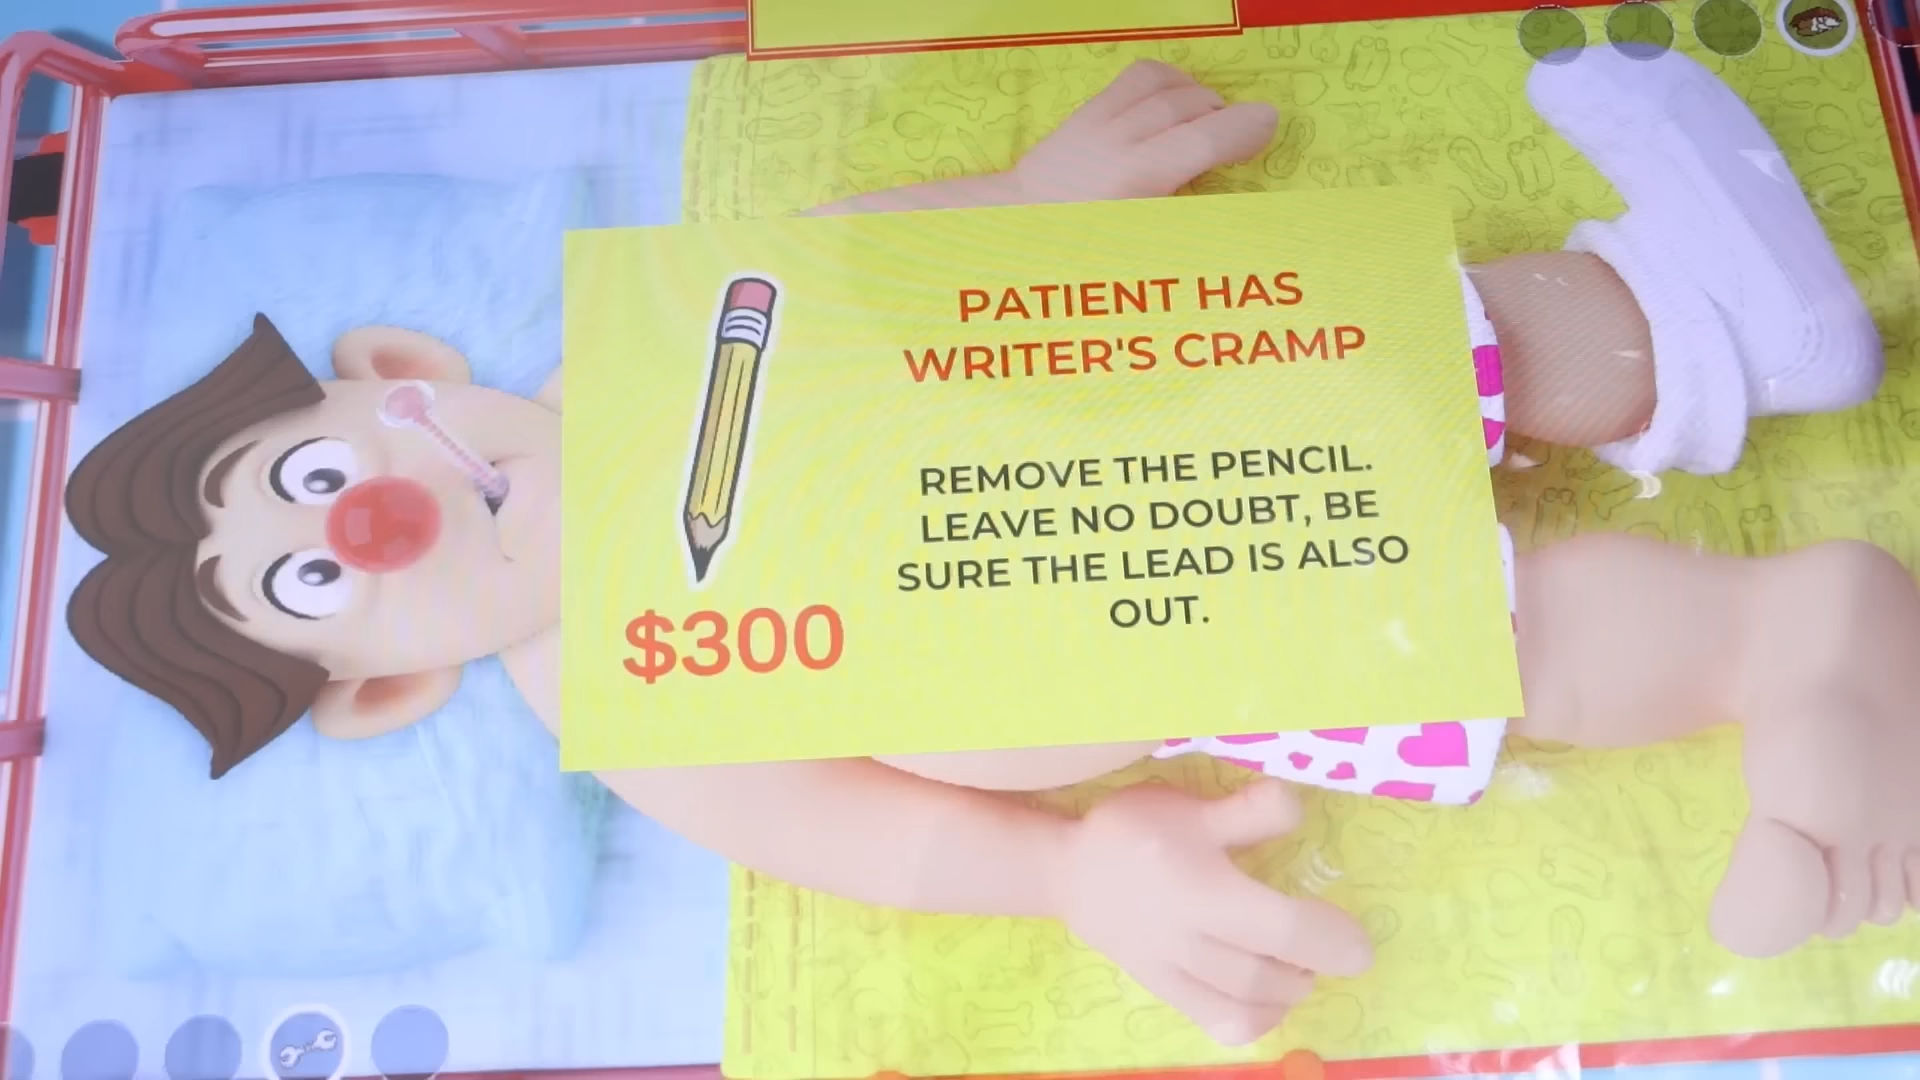 PATIENT HAS
WRITER'S CRAMP
REMOVE THE PENCIL.
LEAVE NO DOUBT, BE
SURE THE LEAD IS ALSO
OUT.
$300